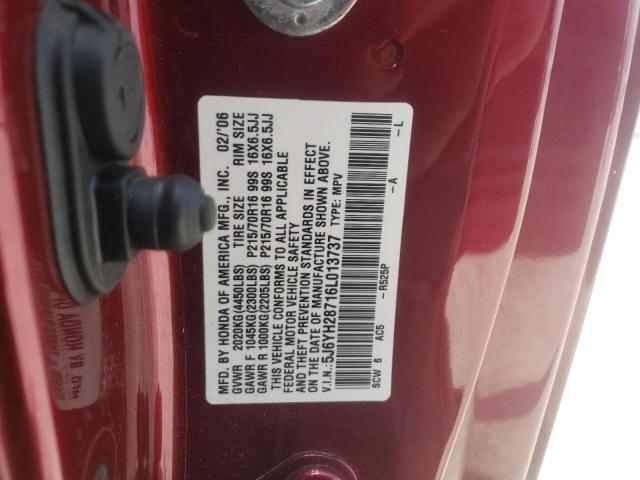 MFD. BY HONDA OF AMERICA MFG., INC. 02/'06
GVWR 2020KG(4450LBS) TIRE SIZE RIM SIZE
GAWR F 1045KG(2306LBS) P215/70R16 99S 16X6.5JJ
GAWR R 1000KG(2205LBS) P215/70R16 99S 16X6.5JJ
THIS VEHICLE CONFORMS TO ALL APPLICABLE
FEDERAL MOTOR VEHICLE SAFETY
AND THEFT PREVENTION STANDARDS IN EFFECT
ON THE DATE OF MANUFACTURE SHOWN ABOVE.
V.I.N.: 5J6YH28716L013737 TYPE: MPV
-R525P -A -L
SCW 6 AC5